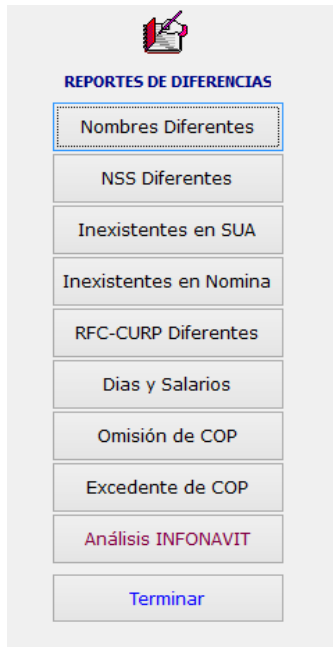 REPORTES DE DIFERENCIAS
Nombres Diferentes
NSS Diferentes
Inexistentes en SUA
Inexistentes en Nomina
RFC-CURP Diferentes
Dias y Salarios
Omisión de COP
Excedente de COP
Análisis INFONAVIT
Terminar